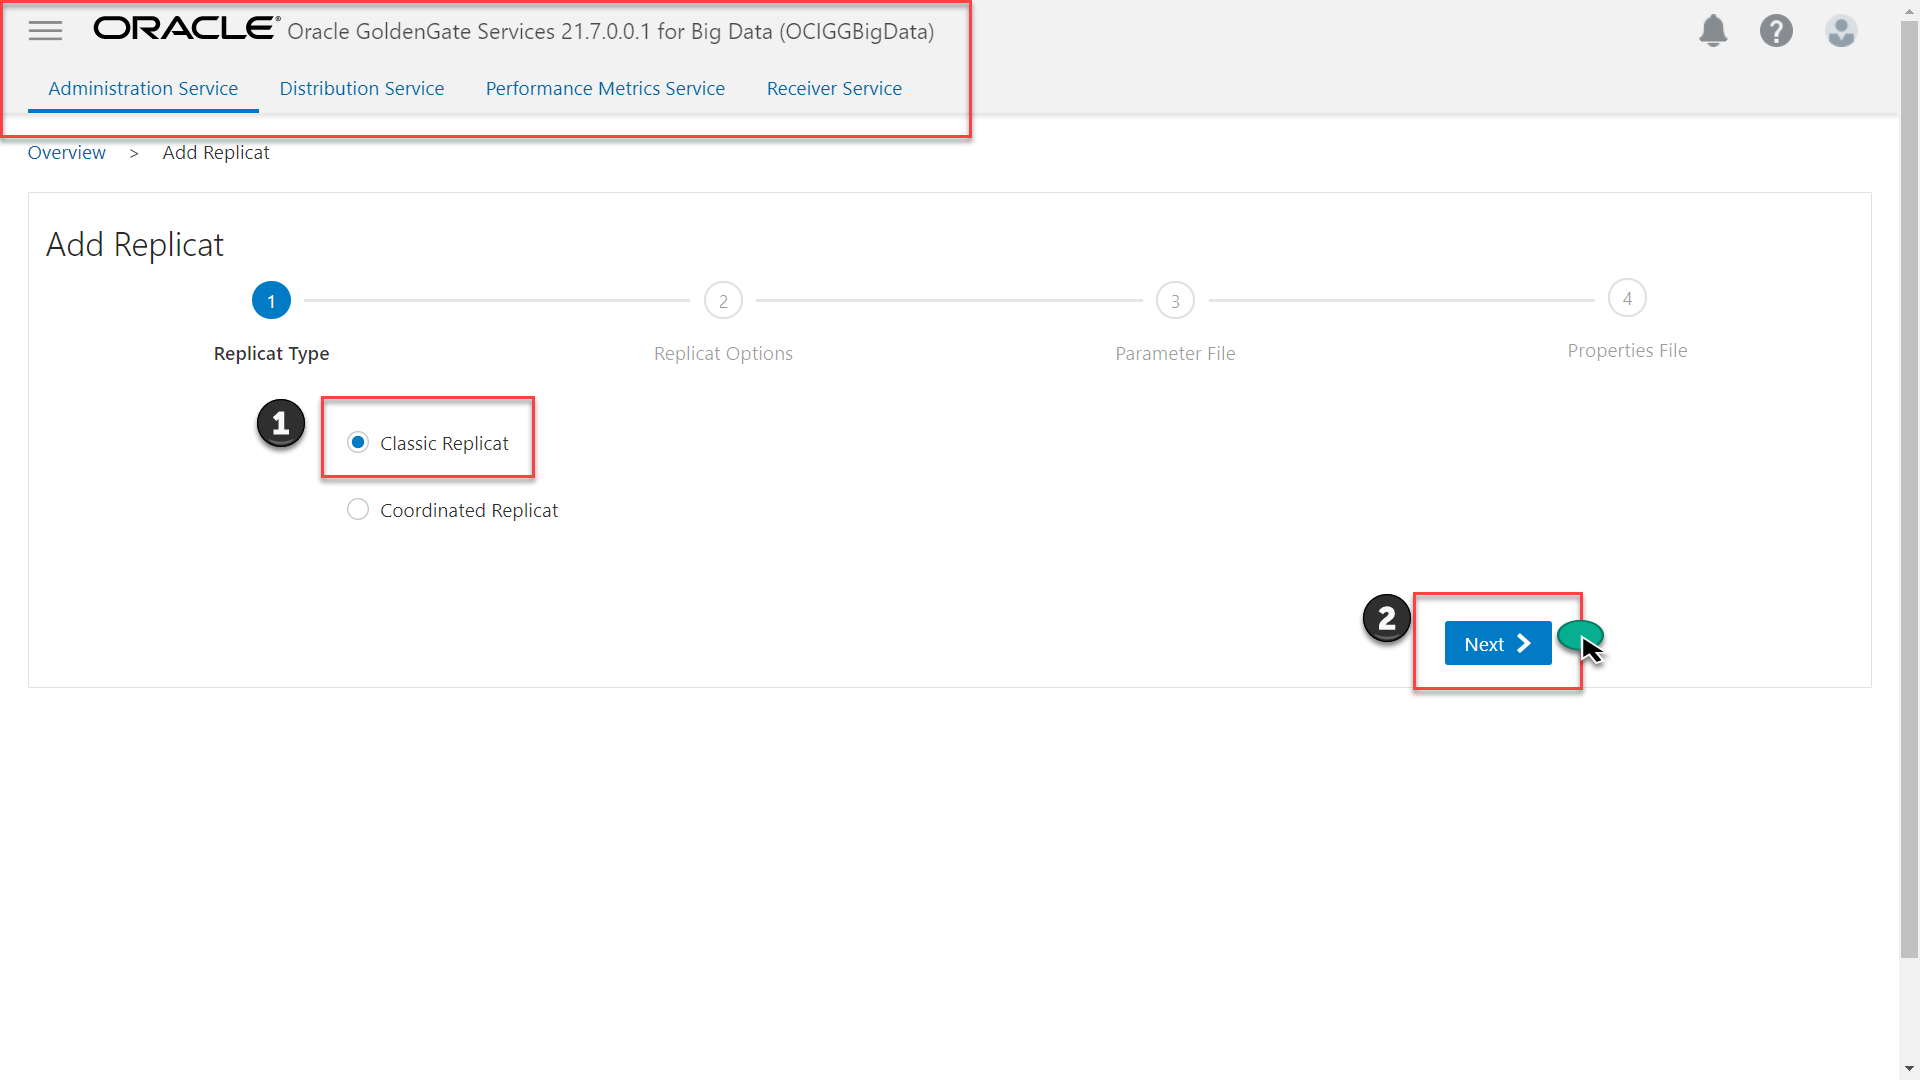 ORACLE® Oracle GoldenGate Services 21.7.0.0.1 for Big Data (OCIGGBigData)
?
Administration Service Distribution Service Performance Metrics Service Receiver Service
Overview > Add Replicat
Add Replicat
1 2 3 4
Replicat Type Replicat Options Parameter File Properties File
1
Classic Replicat
Coordinated Replicat
2
Next